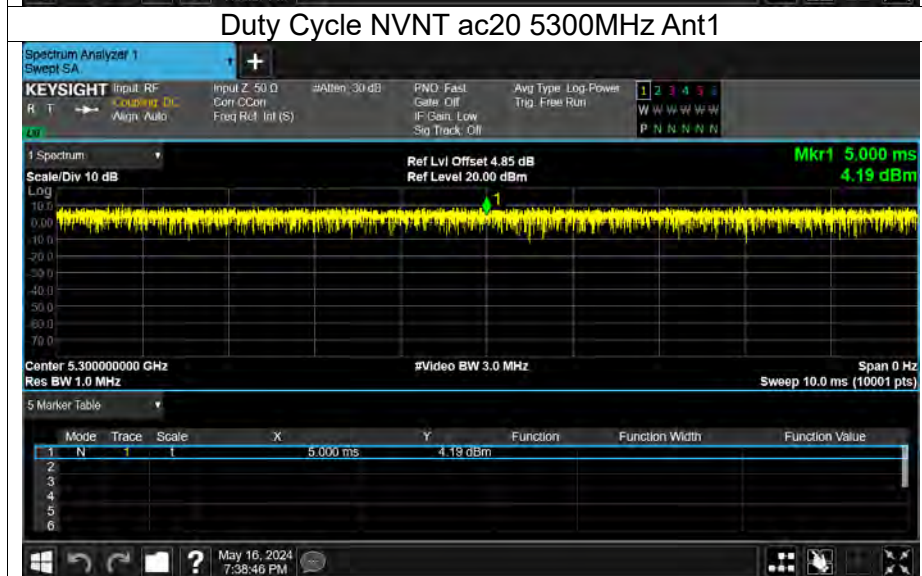 Duty Cycle NVNT ac20 5300MHz Ant1
Spectrum Analyzer 1
Swept SA
+
KEYSIGHT Input: RF Input Z: 50 Ω #Atten: 30 dB PNO: Fast Avg Type: Log-Power 1 2 3 4 5 6
R T Coupling: DC Corr CCorr Gate: Off Trig: Free Run W W W W W W
Align: Auto Freq Ref: Int (S) IF Gain: Low
LXI Sig Track: Off P N N N N N
1 Spectrum Ref Lvl Offset 4.85 dB Mkr1 5.000 ms
Scale/Div 10 dB Ref Level 20.00 dBm 4.19 dBm
Log
10.0
0.00
-10.0
-20.0
-30.0
-40.0
-50.0
-60.0
-70.0
1
Center 5.300000000 GHz #Video BW 3.0 MHz Span 0 Hz
Res BW 1.0 MHz Sweep 10.0 ms (10001 pts)
5 Marker Table
Mode Trace Scale X Y Function Function Width Function Value
1 N 1 t 5.000 ms 4.19 dBm
2
3
4
5
6
? May 16, 2024
7:38:46 PM